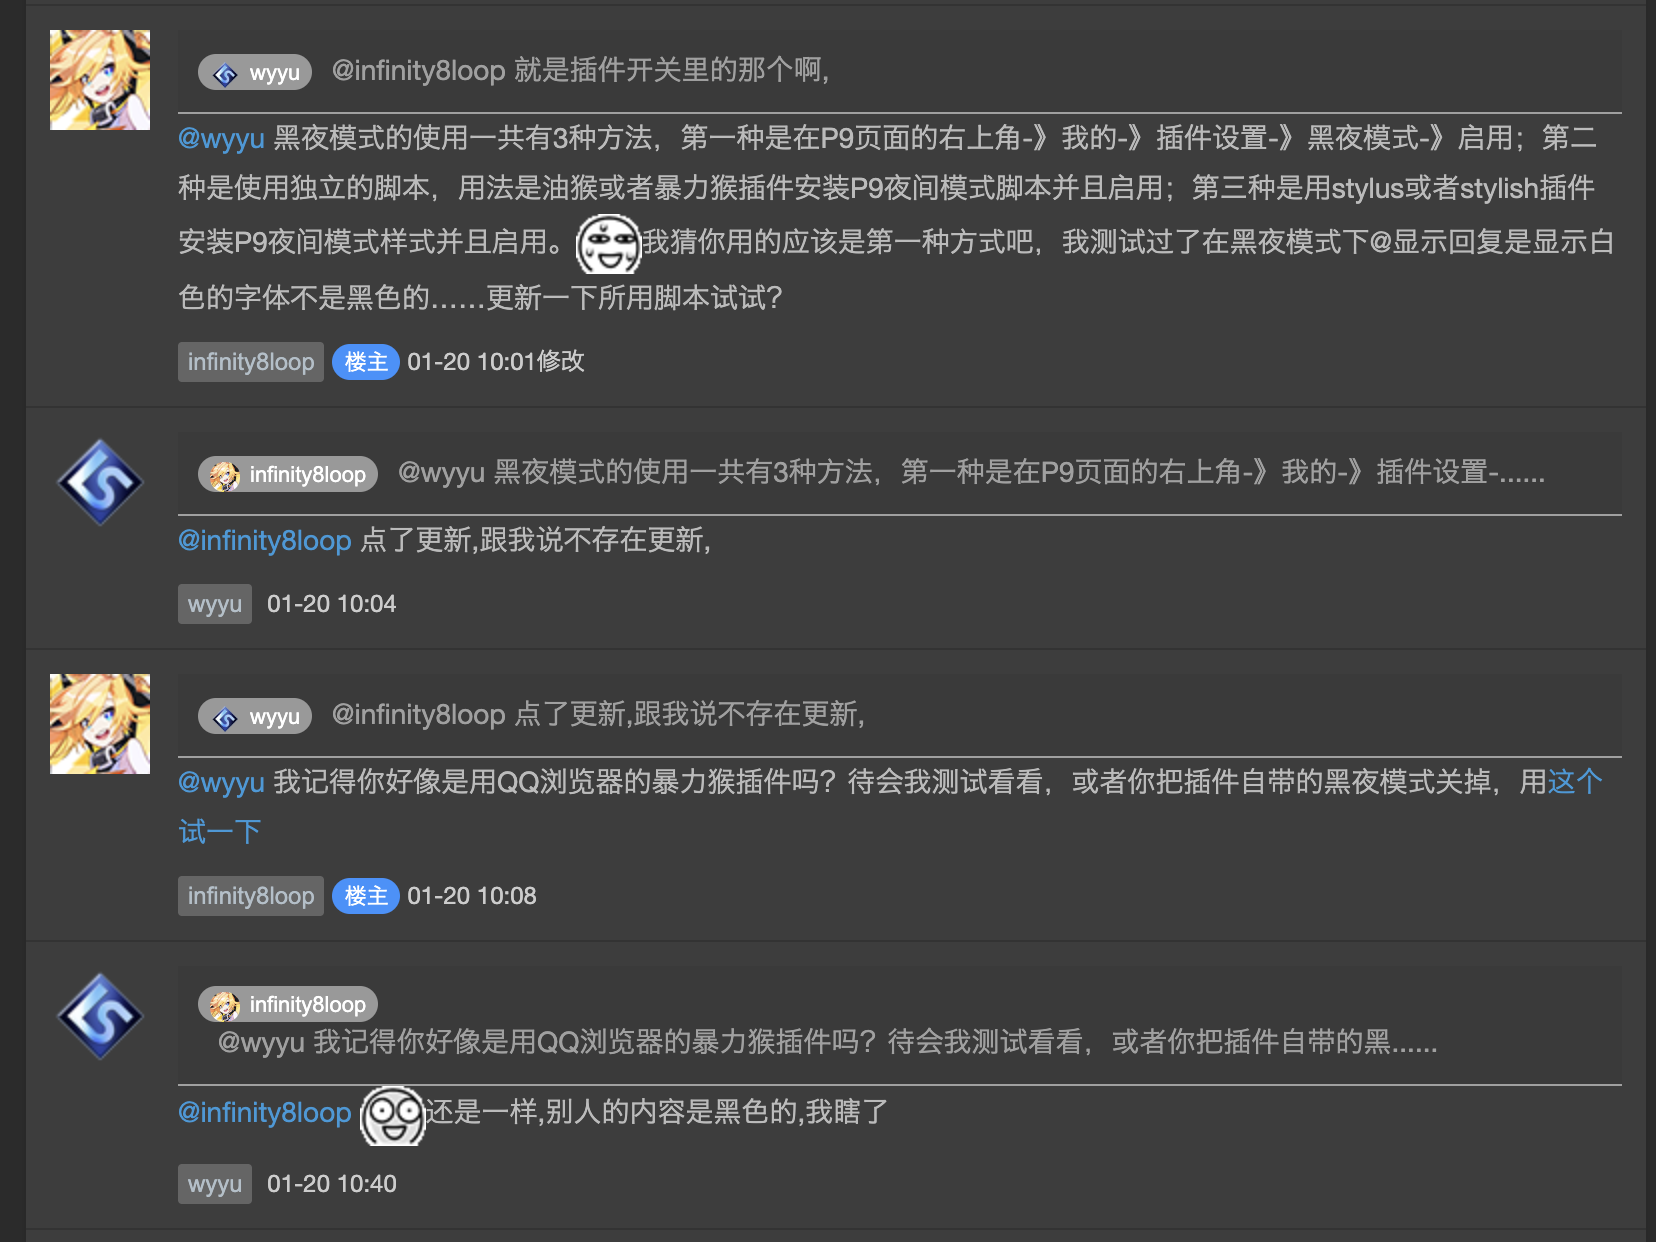 wyyu @infinity8loop 就是插件开关里的那个啊,
@wyyu 黑夜模式的使用一共有3种方法，第一种是在P9页面的右上角-》我的-》插件设置-》黑夜模式-》启用；第二
种是使用独立的脚本，用法是油猴或者暴力猴插件安装P9夜间模式脚本并且启用；第三种是用stylus或者stylish插件
安装P9夜间模式样式并且启用。我猜你用的应该是第一种方式吧，我测试过了在黑夜模式下@显示回复是显示白
色的字体不是黑色的……更新一下所用脚本试试？
infinity8loop 楼主 01-20 10:01修改
infinity8loop @wyyu 黑夜模式的使用一共有3种方法，第一种是在P9页面的右上角-》我的-》插件设置-......
@infinity8loop 点了更新,跟我说不存在更新,
wyyu 01-20 10:04
wyyu @infinity8loop 点了更新,跟我说不存在更新,
@wyyu 我记得你好像是用QQ浏览器的暴力猴插件吗？待会我测试看看，或者你把插件自带的黑夜模式关掉，用这个
试一下
infinity8loop 楼主 01-20 10:08
infinity8loop
@wyyu 我记得你好像是用QQ浏览器的暴力猴插件吗？待会我测试看看，或者你把插件自带的黑......
@infinity8loop 还是一样,别人的内容是黑色的,我瞎了
wyyu 01-20 10:40